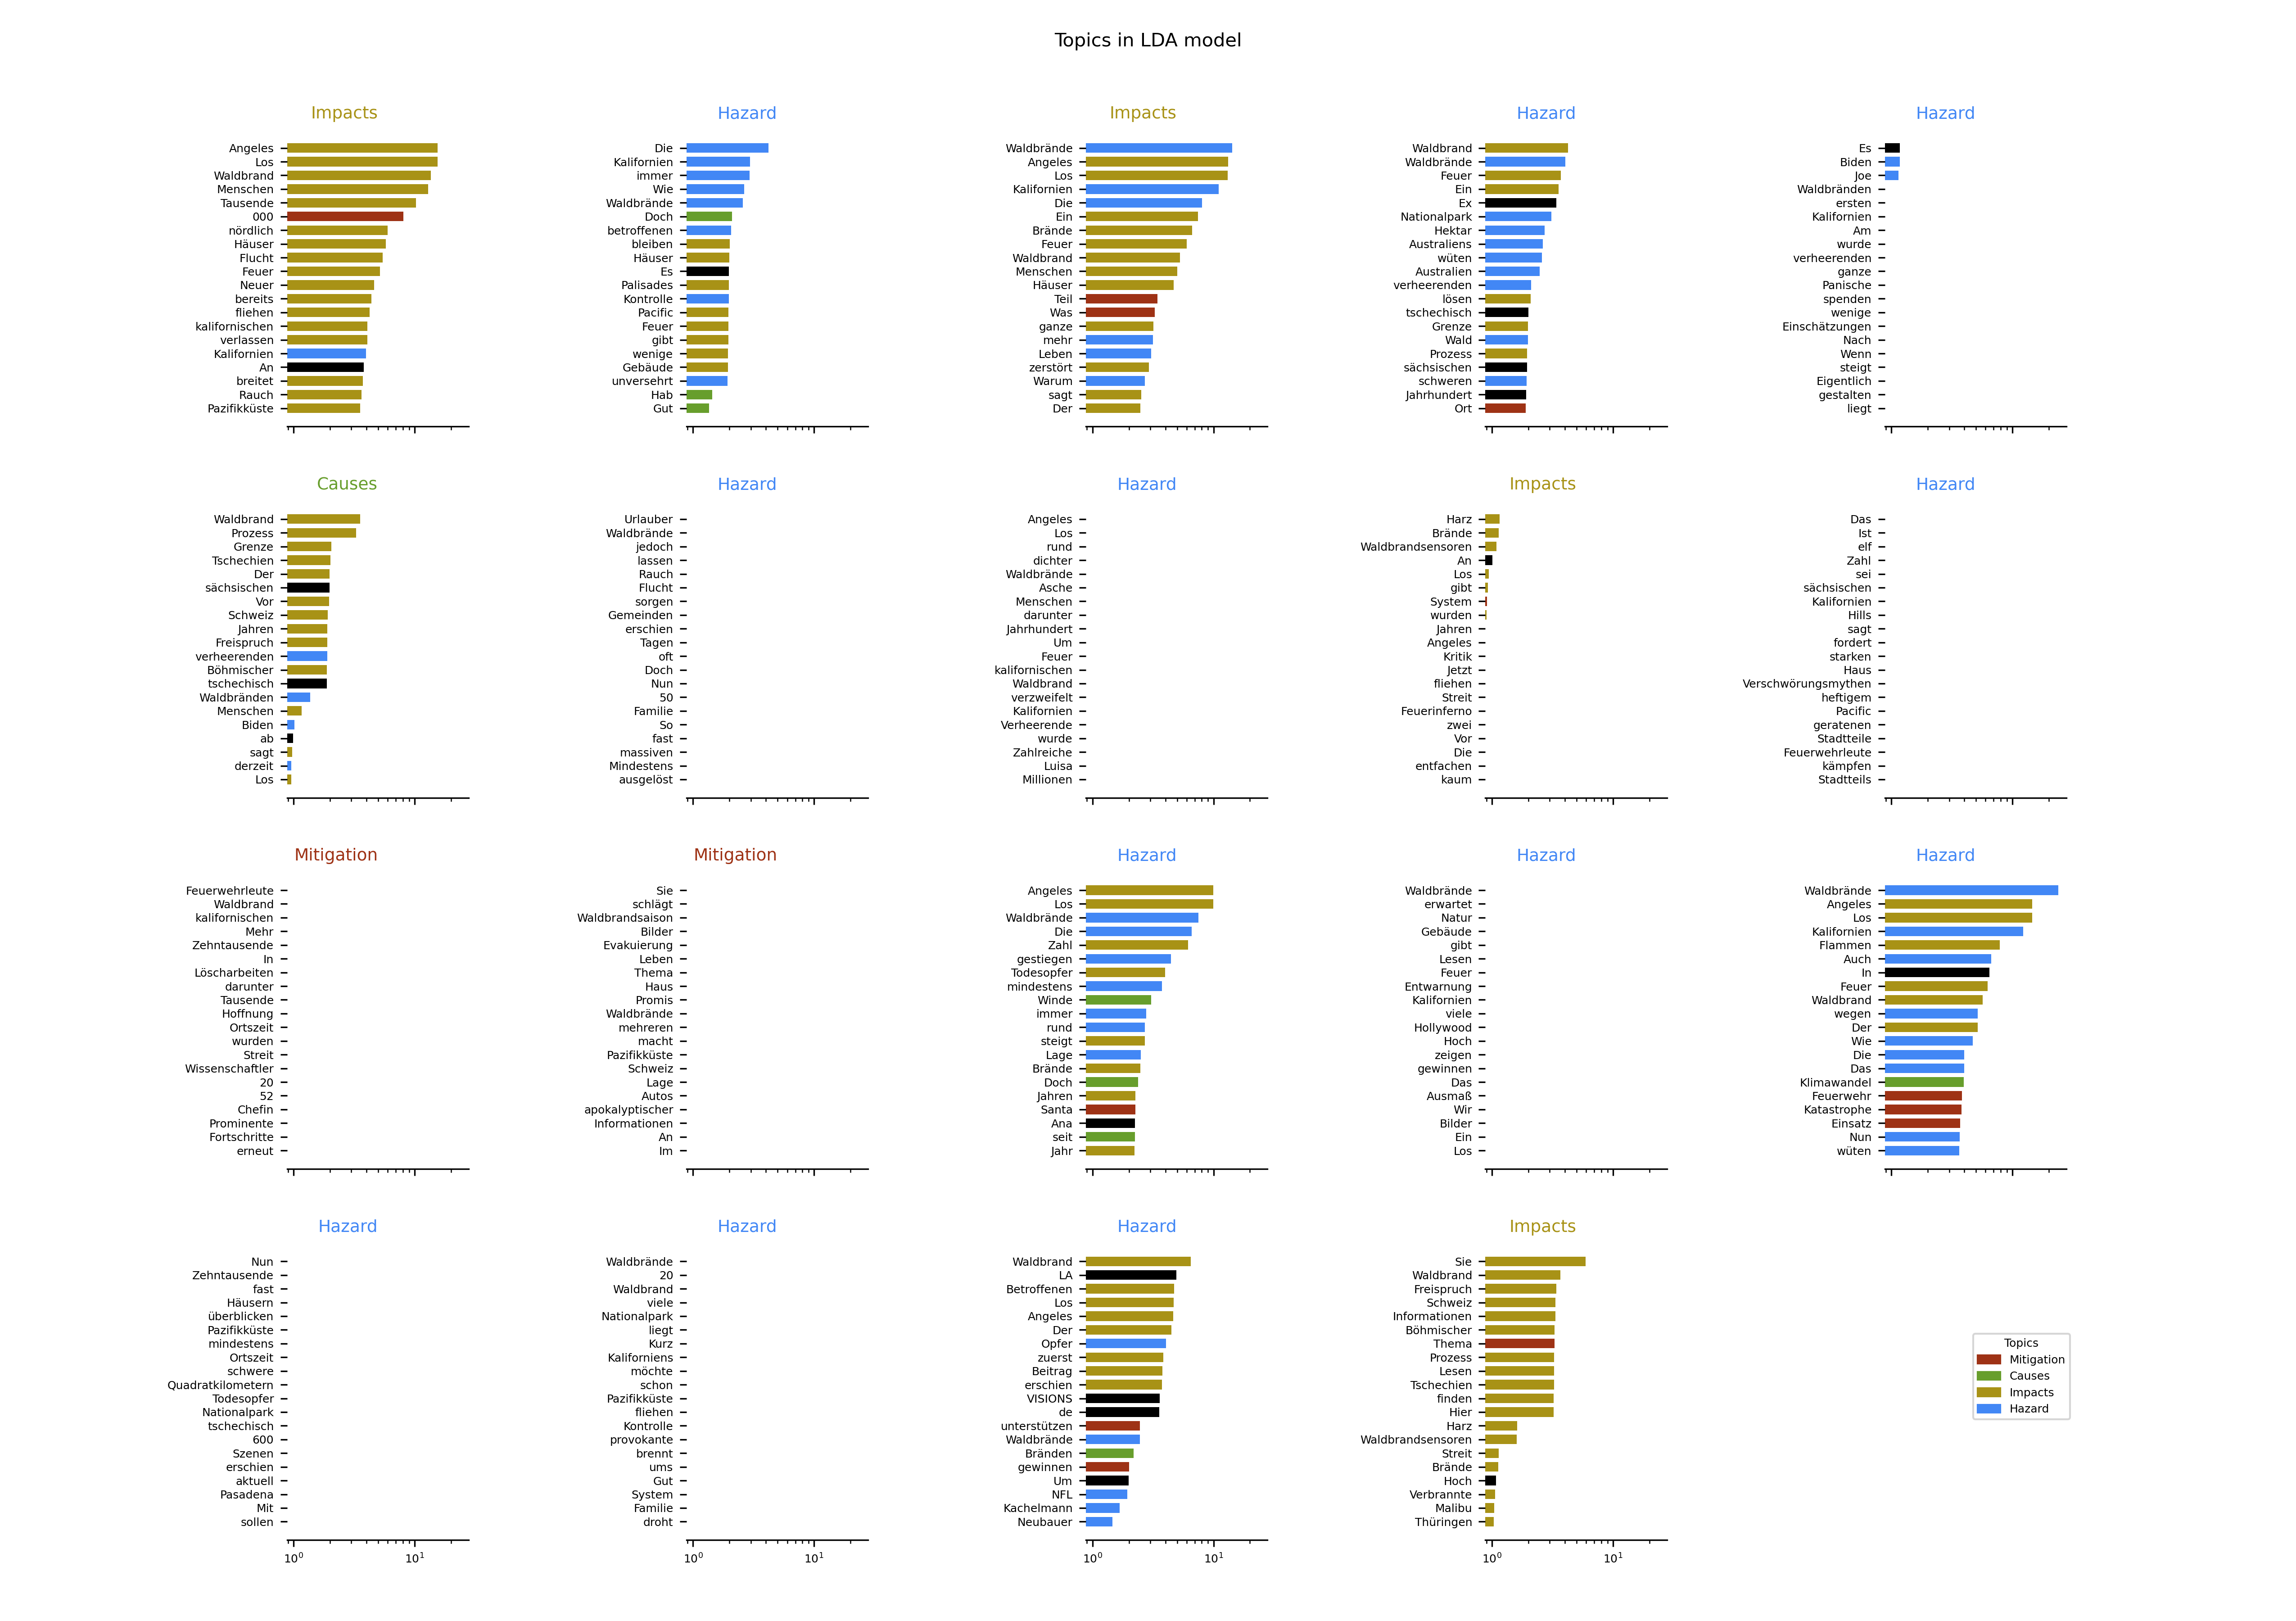 Topics in LDA model
Impacts
Angeles
Los
Waldbrand
Menschen
Tausende
000
nördlich
Häuser
Flucht
Feuer
Neuer
bereits
fliehen
kalifornischen
verlassen
Kalifornien
An
breitet
Rauch
Pazifikküste
Hazard
Die
Kalifornien
immer
Wie
Waldbrände
Doch
betroffenen
bleiben
Häuser
Es
Palisades
Kontrolle
Pacific
Feuer
gibt
wenige
Gebäude
unversehrt
Hab
Gut
Impacts
Waldbrände
Angeles
Los
Kalifornien
Die
Ein
Brände
Feuer
Waldbrand
Menschen
Häuser
Teil
Was
ganze
mehr
Leben
zerstört
Warum
sagt
Der
Hazard
Waldbrand
Waldbrände
Feuer
Ein
Ex
Nationalpark
Hektar
Australiens
wüten
Australien
verheerenden
lösen
tschechisch
Grenze
Wald
Prozess
sächsischen
schweren
Jahrhundert
Ort
Hazard
Es
Biden
Joe
Waldbränden
ersten
Kalifornien
Am
wurde
verheerenden
ganze
Panische
spenden
wenige
Einschätzungen
Nach
Wenn
steigt
Eigentlich
gestalten
liegt
Causes
Waldbrand
Prozess
Grenze
Tschechien
Der
sächsischen
Vor
Schweiz
Jahren
Freispruch
verheerenden
Böhmischer
tschechisch
Waldbränden
Menschen
Biden
ab
sagt
derzeit
Los
Hazard
Urlauber
Waldbrände
jedoch
lassen
Rauch
Flucht
sorgen
Gemeinden
erschien
Tagen
oft
Doch
Nun
50
Familie
So
fast
massiven
Mindestens
ausgelöst
Hazard
Angeles
Los
rund
dichter
Waldbrände
Asche
Menschen
darunter
Jahrhundert
Um
Feuer
kalifornischen
Waldbrand
verzweifelt
Kalifornien
Verheerende
wurde
Zahlreiche
Luisa
Millionen
Impacts
Harz
Brände
Waldbrandsensoren
An
Los
gibt
System
wurden
Jahren
Angeles
Kritik
Jetzt
fliehen
Streit
Feuerinferno
zwei
Vor
Die
entfachen
kaum
Hazard
Das
Ist
elf
Zahl
sei
sächsischen
Kalifornien
Hills
sagt
fordert
starken
Haus
Verschwörungsmythen
heftigem
Pacific
geratenen
Stadtteile
Feuerwehrleute
kämpfen
Stadtteils
Mitigation
Feuerwehrleute
Waldbrand
kalifornischen
Mehr
Zehntausende
In
Löscharbeiten
darunter
Tausende
Hoffnung
Ortszeit
wurden
Streit
Wissenschaftler
20
52
Chefin
Prominente
Fortschritte
erneut
Mitigation
Sie
schlägt
Waldbrandsaison
Bilder
Evakuierung
Leben
Thema
Haus
Promis
Waldbrände
mehreren
macht
Pazifikküste
Schweiz
Lage
Autos
apokalyptischer
Informationen
An
Im
Hazard
Angeles
Los
Waldbrände
Die
Zahl
gestiegen
Todesopfer
mindestens
Winde
immer
rund
steigt
Lage
Brände
Doch
Jahren
Santa
Ana
seit
Jahr
Hazard
Waldbrände
erwartet
Natur
Gebäude
gibt
Lesen
Feuer
Entwarnung
Kalifornien
viele
Hollywood
Hoch
zeigen
gewinnen
Das
Ausmaß
Wir
Bilder
Ein
Los
Hazard
Waldbrände
Angeles
Los
Kalifornien
Flammen
Auch
In
Feuer
Waldbrand
wegen
Der
Wie
Die
Das
Klimawandel
Feuerwehr
Katastrophe
Einsatz
Nun
wüten
Hazard
Nun
Zehntausende
fast
Häusern
überblicken
Pazifikküste
mindestens
Ortszeit
schwere
Quadratkilometern
Todesopfer
Nationalpark
tschechisch
600
Szenen
erschien
aktuell
Pasadena
Mit
sollen
10⁰ 10¹
Hazard
Waldbrände
20
Waldbrand
viele
Nationalpark
liegt
Kurz
Kaliforniens
möchte
schon
Pazifikküste
fliehen
Kontrolle
provokante
brennt
ums
Gut
System
Familie
droht
10⁰ 10¹
Hazard
Waldbrand
LA
Betroffenen
Los
Angeles
Der
Opfer
zuerst
Beitrag
erschien
VISIONS
de
unterstützen
Waldbrände
Bränden
gewinnen
Um
NFL
Kachelmann
Neubauer
10⁰ 10¹
Impacts
Sie
Waldbrand
Freispruch
Schweiz
Informationen
Böhmischer
Thema
Prozess
Lesen
Tschechien
finden
Hier
Harz
Waldbrandsensoren
Streit
Brände
Hoch
Verbrannte
Malibu
Thüringen
10⁰ 10¹
Topics
Mitigation
Causes
Impacts
Hazard